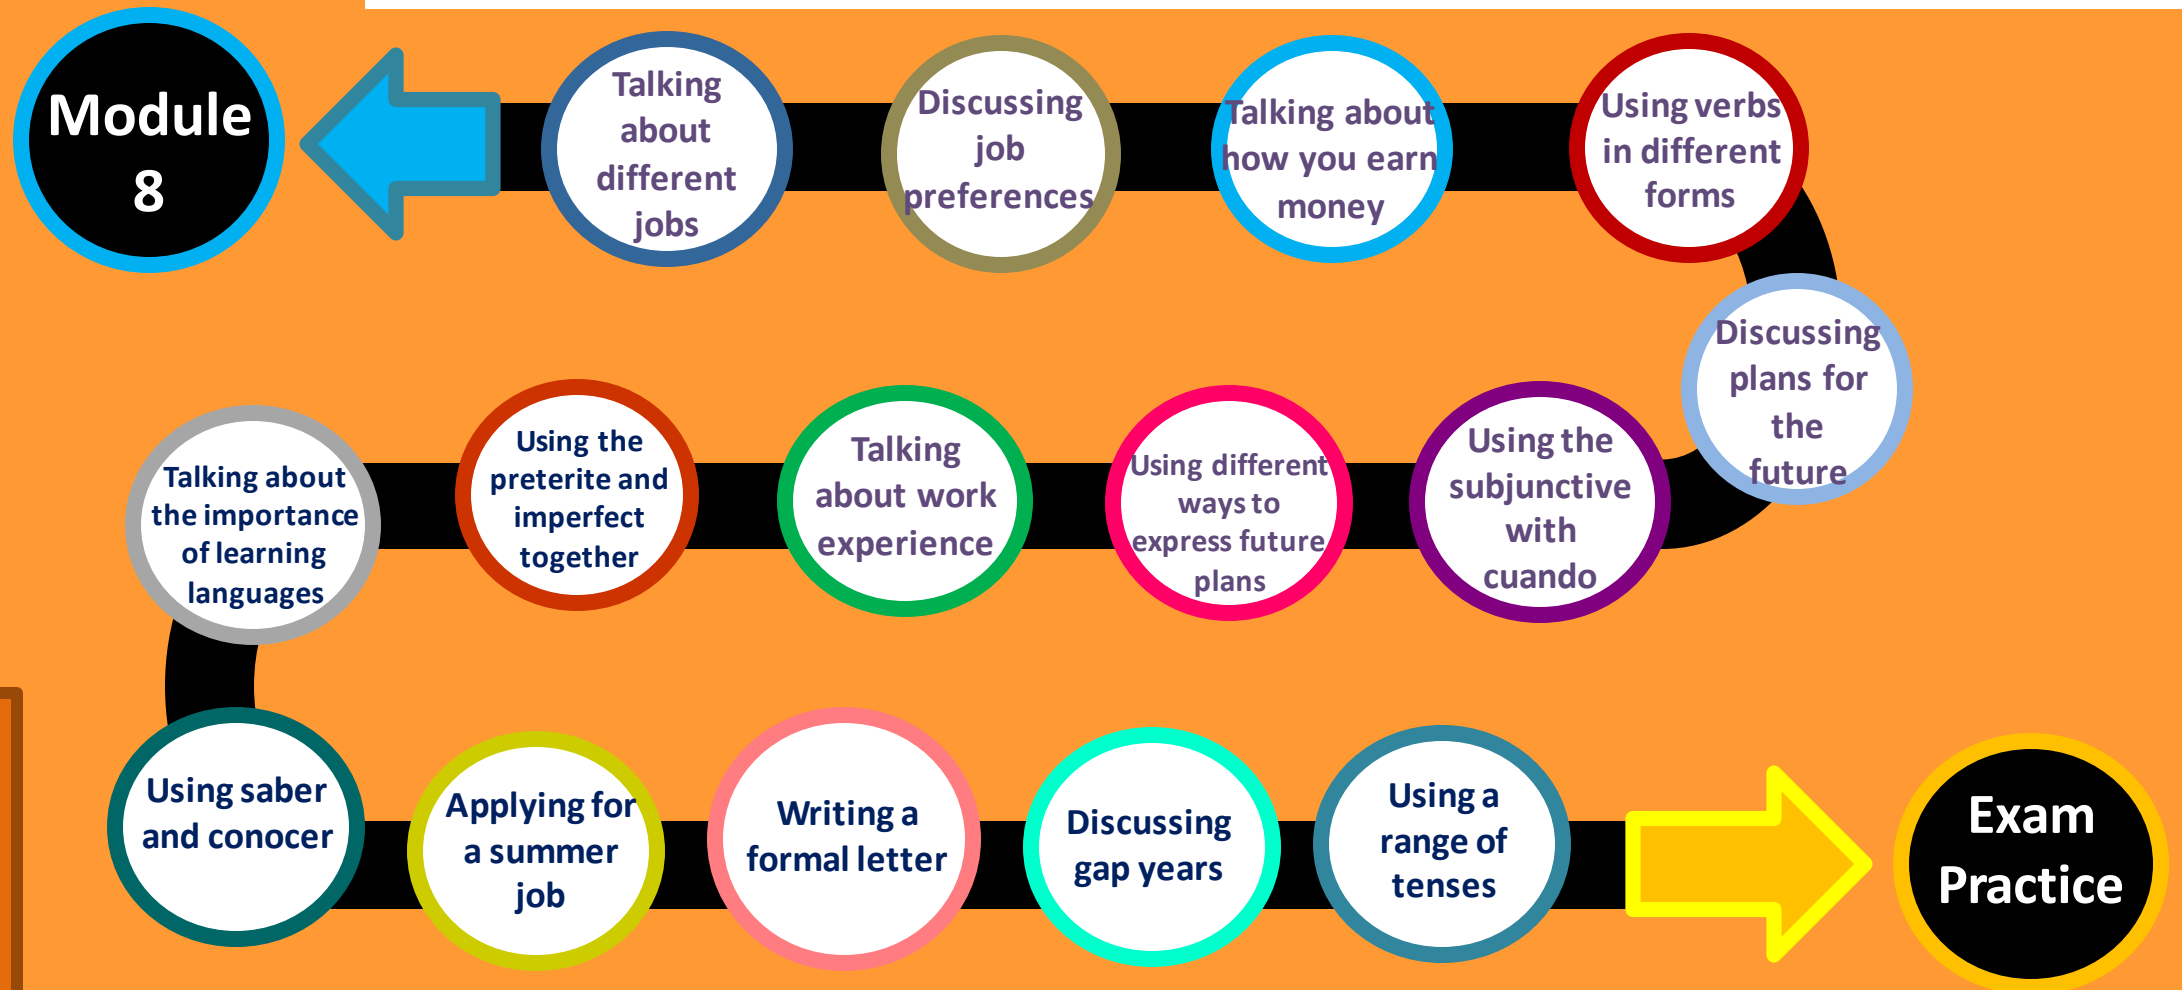 Module
8
Talking
about
different
jobs
Discussing
job
preferences
Talking about
how you earn
money
Using verbs
in different
forms
Discussing
plans for
the
future
Using the
subjunctive
with
cuando
Using different
ways to
express future
plans
Talking
about work
experience
Using the
preterite and
imperfect
together
Talking about
the importance
of learning
languages
Using saber
and conocer
Applying for
a summer
job
Writing a
formal letter
Discussing
gap years
Using a
range of
tenses
Exam
Practice